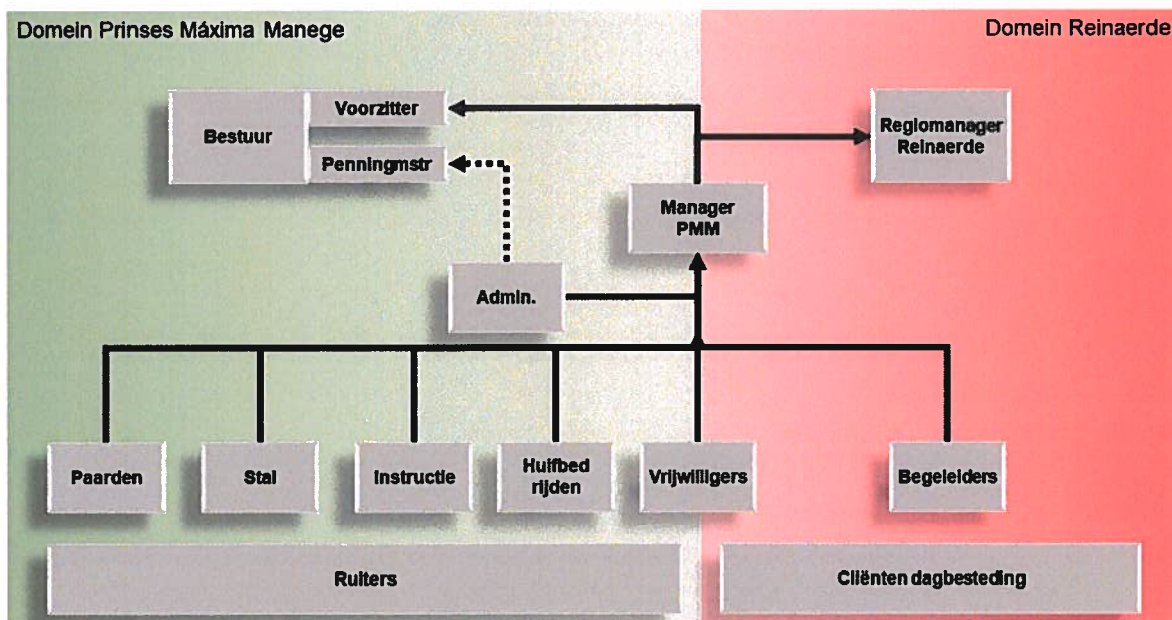 Domein Prinses Máxima Manege
Domein Reinaerde
Bestuur
Voorzitter
Penningmstr
Regiomanager
Reinaerde
Manager
PMM
Admin.
Paarden
Stal
Instructie
Huifbed
rijden
Vrijwilligers
Begeleiders
Ruiters
Cliënten dagbesteding